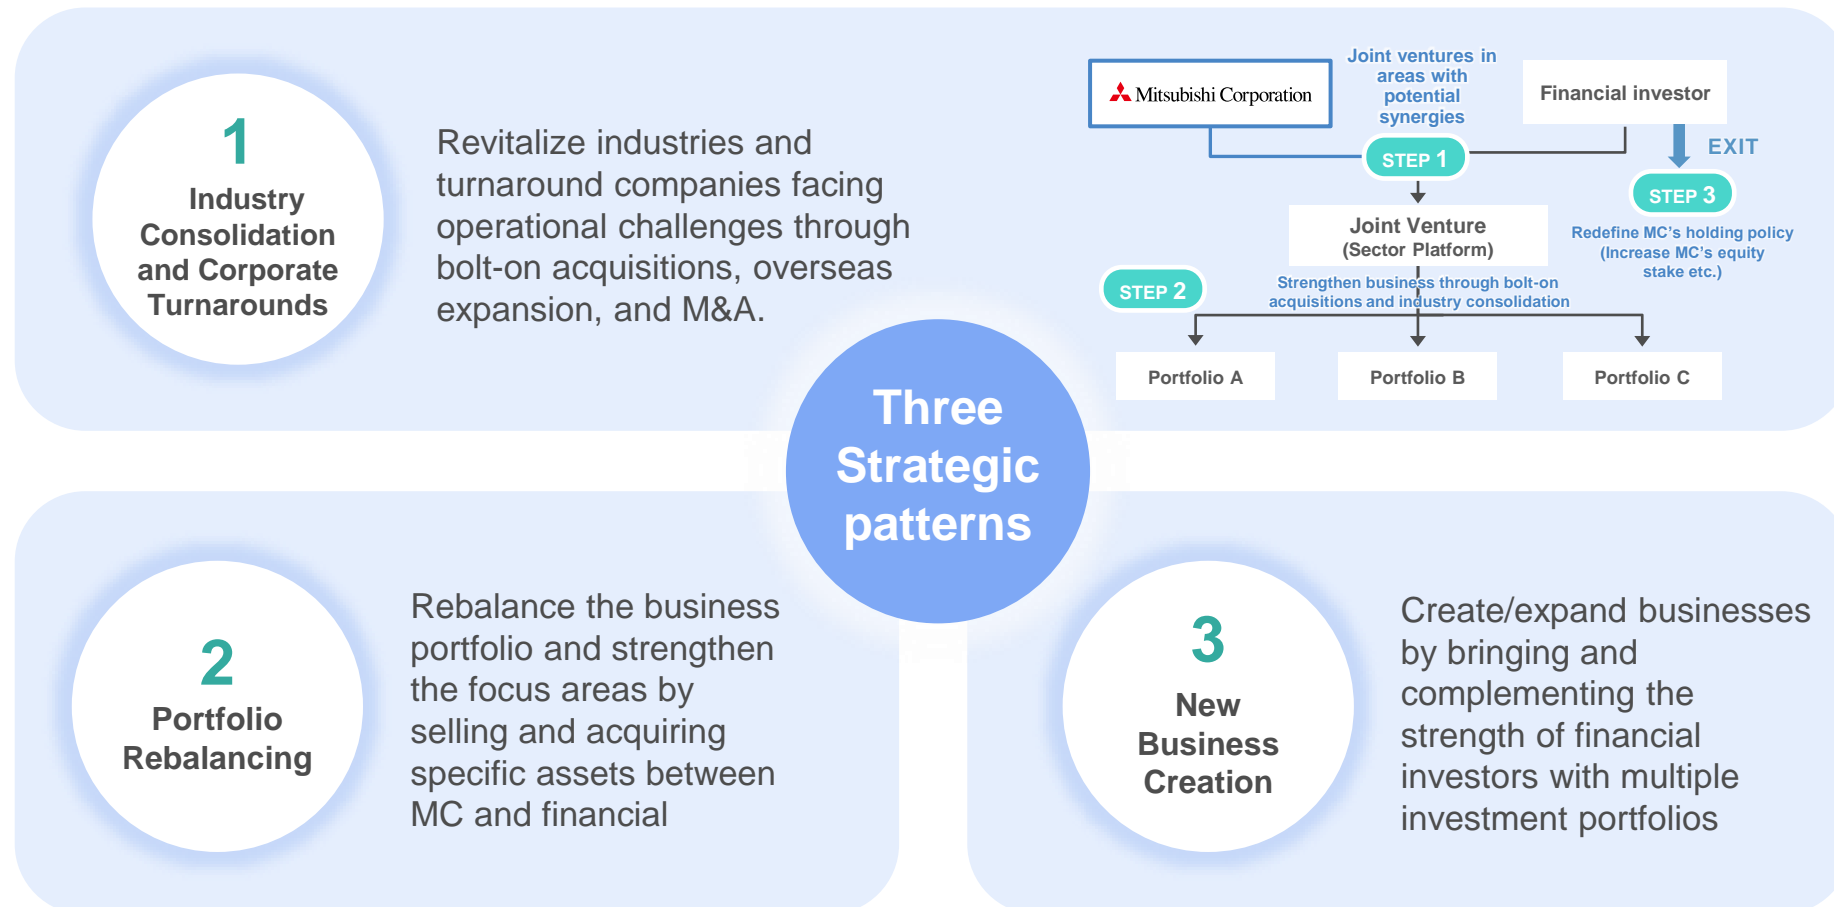 1
Industry
Consolidation
and Corporate
Turnarounds
Revitalize industries and
turnaround companies facing
operational challenges through
bolt-on acquisitions, overseas
expansion, and M&A.
Mitsubishi Corporation
Joint ventures in
areas with
potential
synergies
Financial investor
STEP 1
EXIT
STEP 3
Redefine MC's holding policy
(Increase MC's equity
stake etc.)
Joint Venture
(Sector Platform)
STEP 2
Strengthen business through bolt-on
acquisitions and industry consolidation
Portfolio A
Portfolio B
Portfolio C
Three
Strategic
patterns
2
Portfolio
Rebalancing
Rebalance the business
portfolio and strengthen
the focus areas by
selling and acquiring
specific assets between
MC and financial
3
New
Business
Creation
Create/expand businesses
by bringing and
complementing the
strength of financial
investors with multiple
investment portfolios